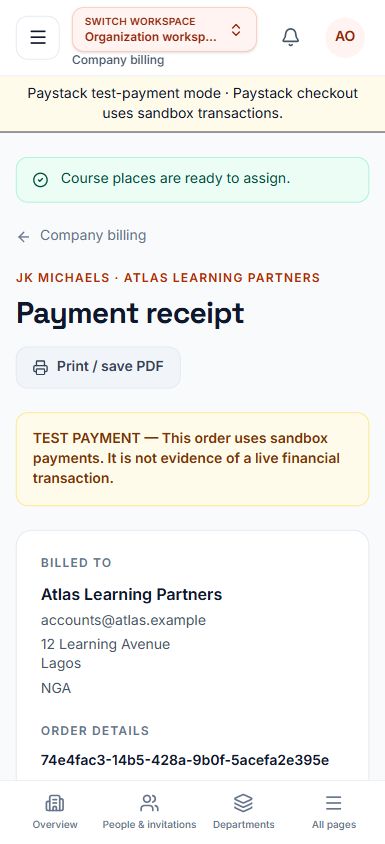 SWITCH WORKSPACE
Organization worksp...
AO
Company billing
Paystack test-payment mode · Paystack checkout
uses sandbox transactions.
Course places are ready to assign.
Company billing
JK MICHAELS · ATLAS LEARNING PARTNERS
Payment receipt
Print / save PDF
TEST PAYMENT — This order uses sandbox
payments. It is not evidence of a live financial
transaction.
BILLED TO
Atlas Learning Partners
accounts@atlas.example
12 Learning Avenue
Lagos
NGA
ORDER DETAILS
74e4fac3-14b5-428a-9b0f-5acefa2e395e
Overview
People & invitations
Departments
All pages